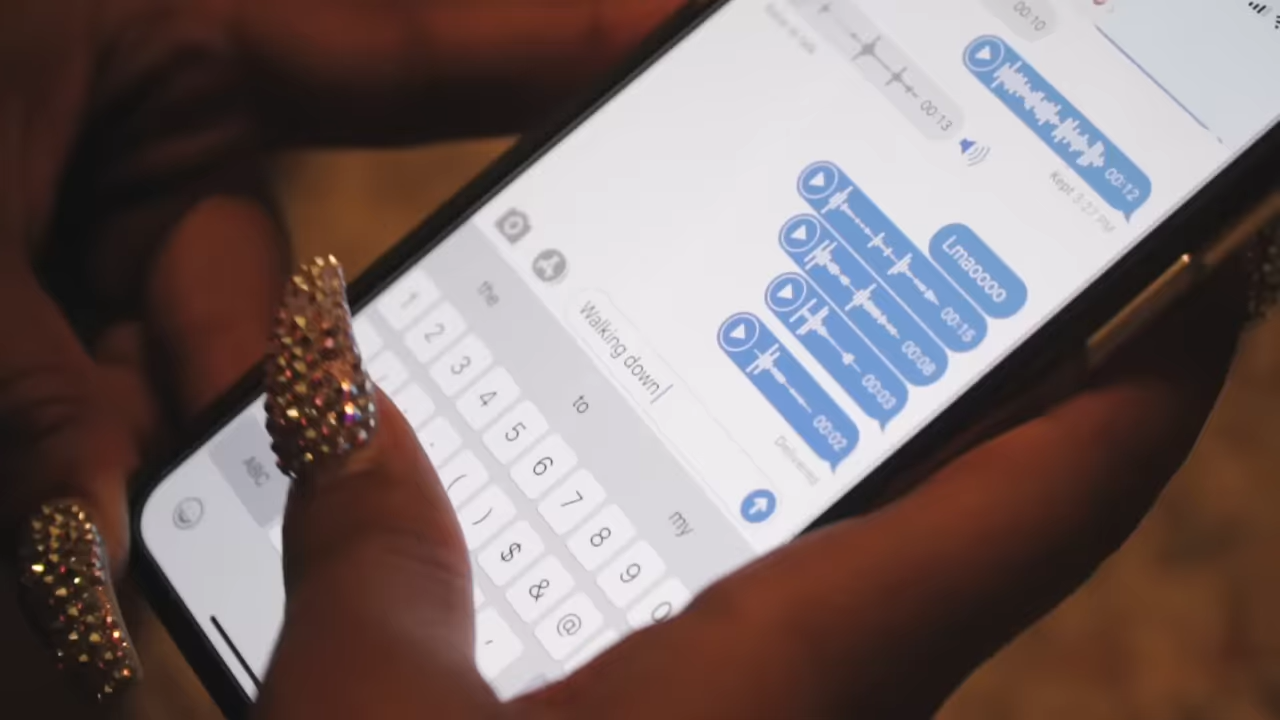 00:10
00:13
00:12
Kept 3:27 PM
Lmaoooo
00:15
00:08
00:03
00:02
Delivered
Walking down
the
to
my
1
2
3
4
5
6
7
8
9
0
.
(
)
$
&
@
ABC